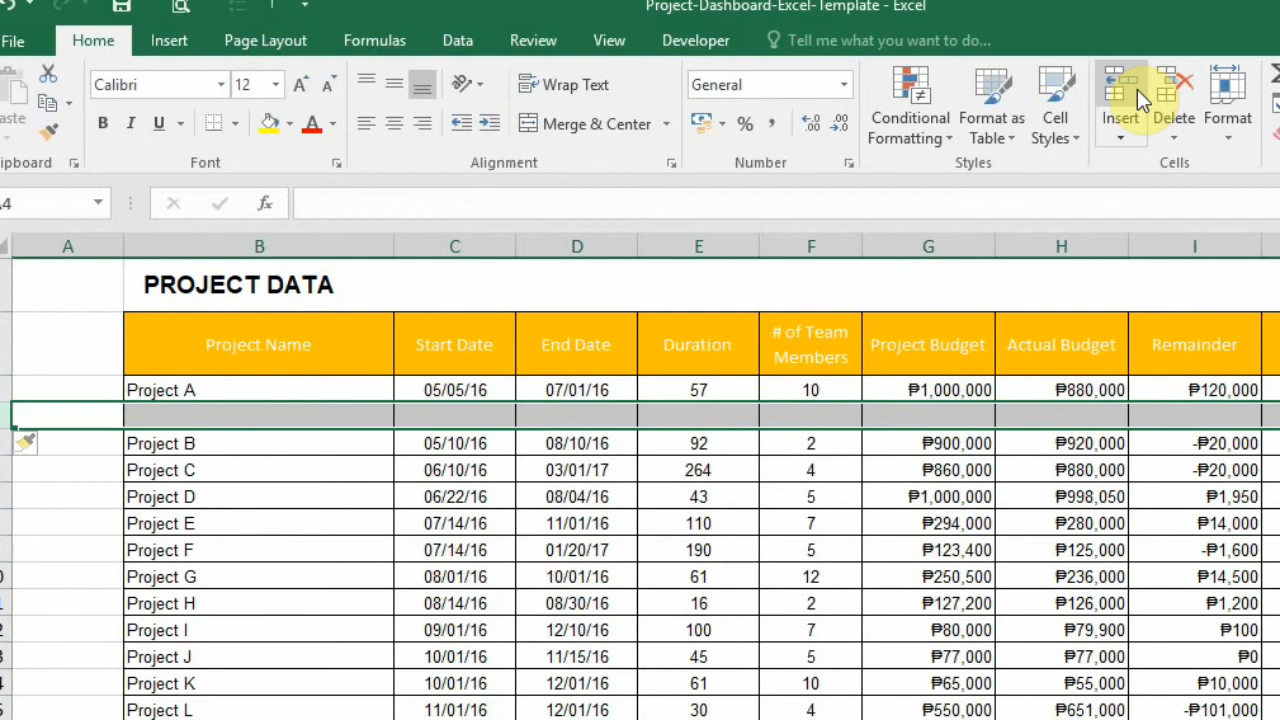 Project-Dashboard-Excel-Template - Excel
File Home Insert Page Layout Formulas Data Review View Developer Tell me what you want to do...
Calibri 12 Wrap Text General
B I U Merge & Center % , Conditional Formatting Format as Table Cell Styles Insert Delete Format
Font Alignment Number Styles Cells
fx
A B C D E F G H I
PROJECT DATA
Project Name Start Date End Date Duration # of Team Members Project Budget Actual Budget Remainder
Project A 05/05/16 07/01/16 57 10 ₱1,000,000 ₱880,000 ₱120,000
Project B 05/10/16 08/10/16 92 2 ₱900,000 ₱920,000 -₱20,000
Project C 06/10/16 03/01/17 264 4 ₱860,000 ₱880,000 -₱20,000
Project D 06/22/16 08/04/16 43 5 ₱1,000,000 ₱998,050 ₱1,950
Project E 07/14/16 11/01/16 110 7 ₱294,000 ₱280,000 ₱14,000
Project F 07/14/16 01/20/17 190 5 ₱123,400 ₱125,000 -₱1,600
Project G 08/01/16 10/01/16 61 12 ₱250,500 ₱236,000 ₱14,500
Project H 08/14/16 08/30/16 16 2 ₱127,200 ₱126,000 ₱1,200
Project I 09/01/16 12/10/16 100 7 ₱80,000 ₱79,900 ₱100
Project J 10/01/16 11/15/16 45 5 ₱77,000 ₱77,000 ₱0
Project K 10/01/16 12/01/16 61 10 ₱65,000 ₱55,000 ₱10,000
Project L 11/01/16 12/01/16 30 4 ₱550,000 ₱651,000 -₱101,000